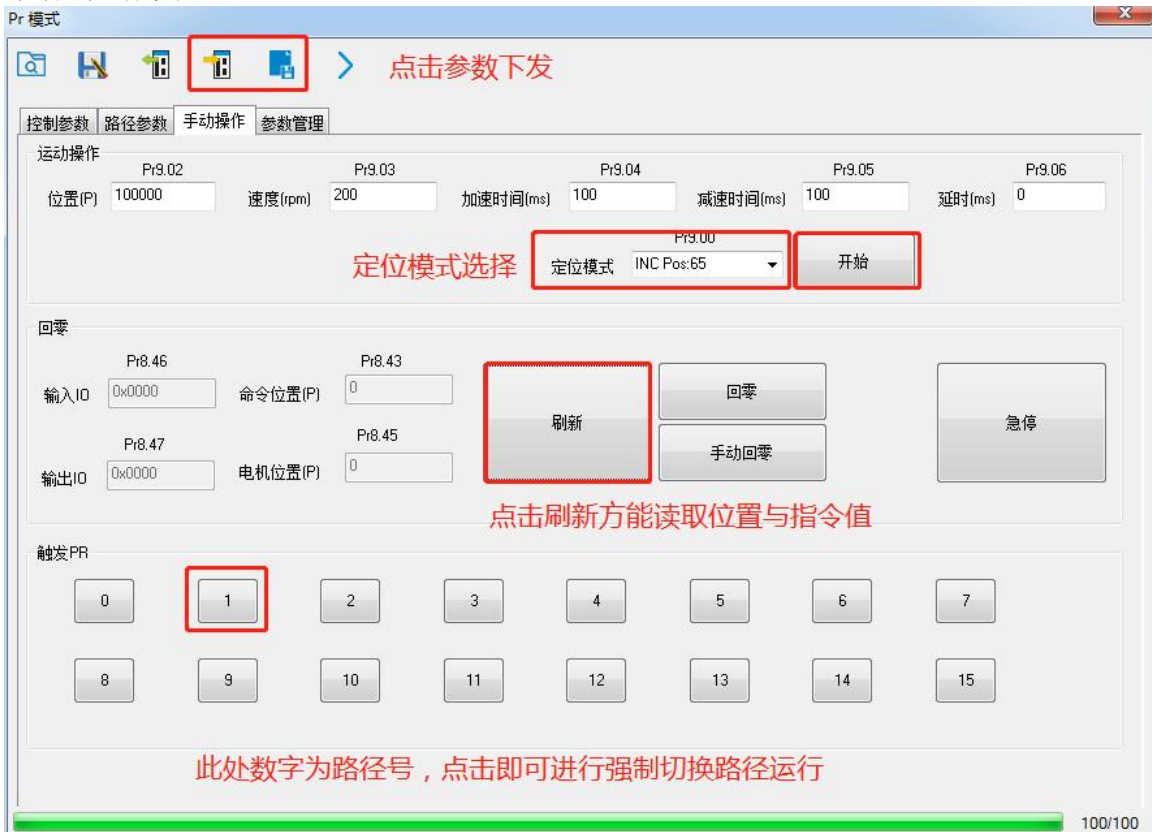 Pr 模式
点击参数下发
控制参数 路径参数 手动操作 参数管理
运动操作
Pr9.02 Pr9.03 Pr9.04 Pr9.05 Pr9.06
位置(P) 100000 速度(rpm) 200 加速时间(ms) 100 减速时间(ms) 100 延时(ms) 0
Pr9.00
定位模式选择 定位模式 INC Pos:65 开始
回零
Pr8.46 Pr8.43
输入IO 0x0000 命令位置(P) 0 刷新 回零 急停
Pr8.47 Pr8.45 手动回零
输出IO 0x0000 电机位置(P) 0
点击刷新方能读取位置与指令值
触发PR
0 1 2 3 4 5 6 7
8 9 10 11 12 13 14 15
此处数字为路径号，点击即可进行强制切换路径运行
100/100